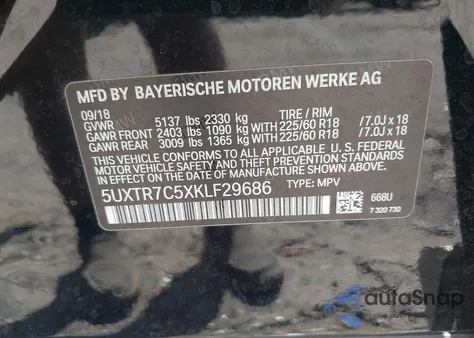 MFD BY BAYERISCHE MOTOREN WERKE AG
09/18
GVWR 5137 lbs 2330 kg TIRE / RIM
GAWR FRONT 2403 lbs 1090 kg WITH 225/60 R18 /7.0J x 18
GAWR REAR 3009 lbs 1365 kg WITH 225/60 R18 /7.0J x 18
THIS VEHICLE CONFORMS TO ALL APPLICABLE U.S. FEDERAL
MOTOR VEHICLE SAFETY, BUMPER, AND THEFT PREVENTION
STANDARDS IN EFFECT ON THE DATE OF MANUFACTURE SHOWN ABOVE.
5UXTR7C5XKLF29686 TYPE: MPV
668U
7 320 730
autoSnap